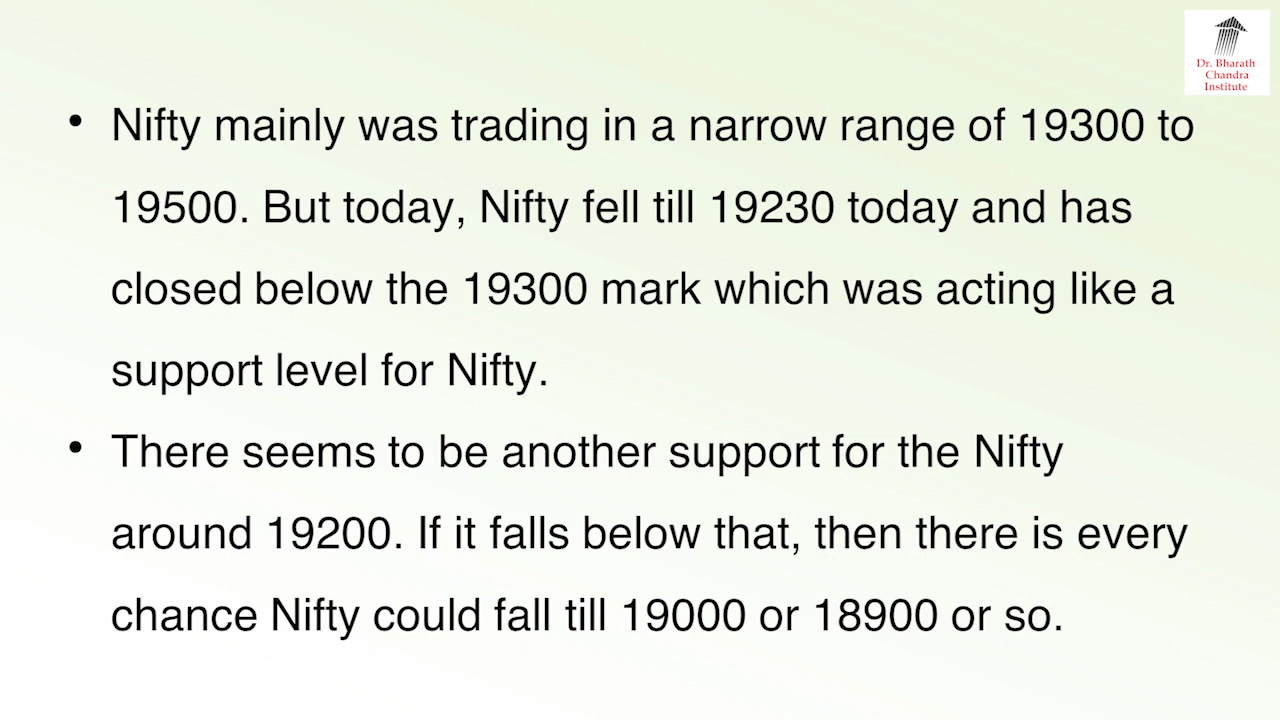 Dr. Bharath
Chandra
Institute
• Nifty mainly was trading in a narrow range of 19300 to
19500. But today, Nifty fell till 19230 today and has
closed below the 19300 mark which was acting like a
support level for Nifty.
• There seems to be another support for the Nifty
around 19200. If it falls below that, then there is every
chance Nifty could fall till 19000 or 18900 or so.